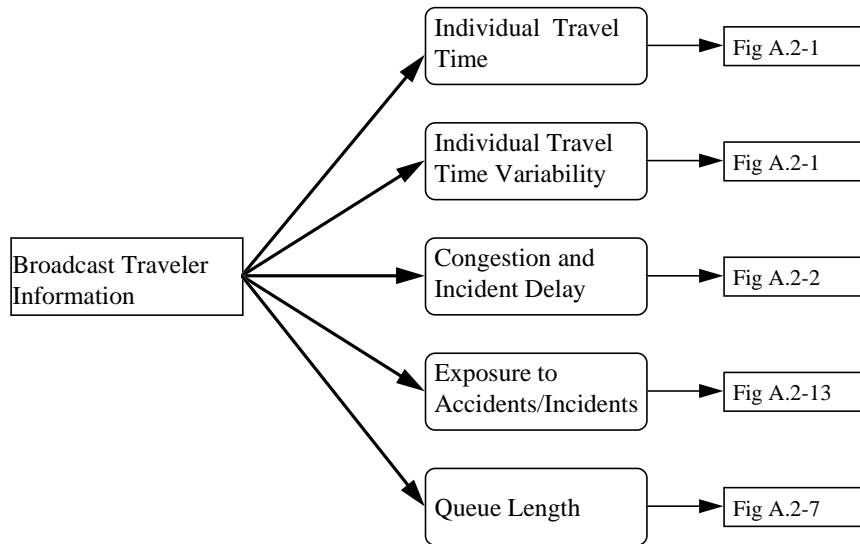 Individual Travel
Time
Fig A.2-1
Individual Travel
Time Variability
Fig A.2-1
Broadcast Traveler
Information
Congestion and
Incident Delay
Fig A.2-2
Exposure to
Accidents/Incidents
Fig A.2-13
Queue Length
Fig A.2-7